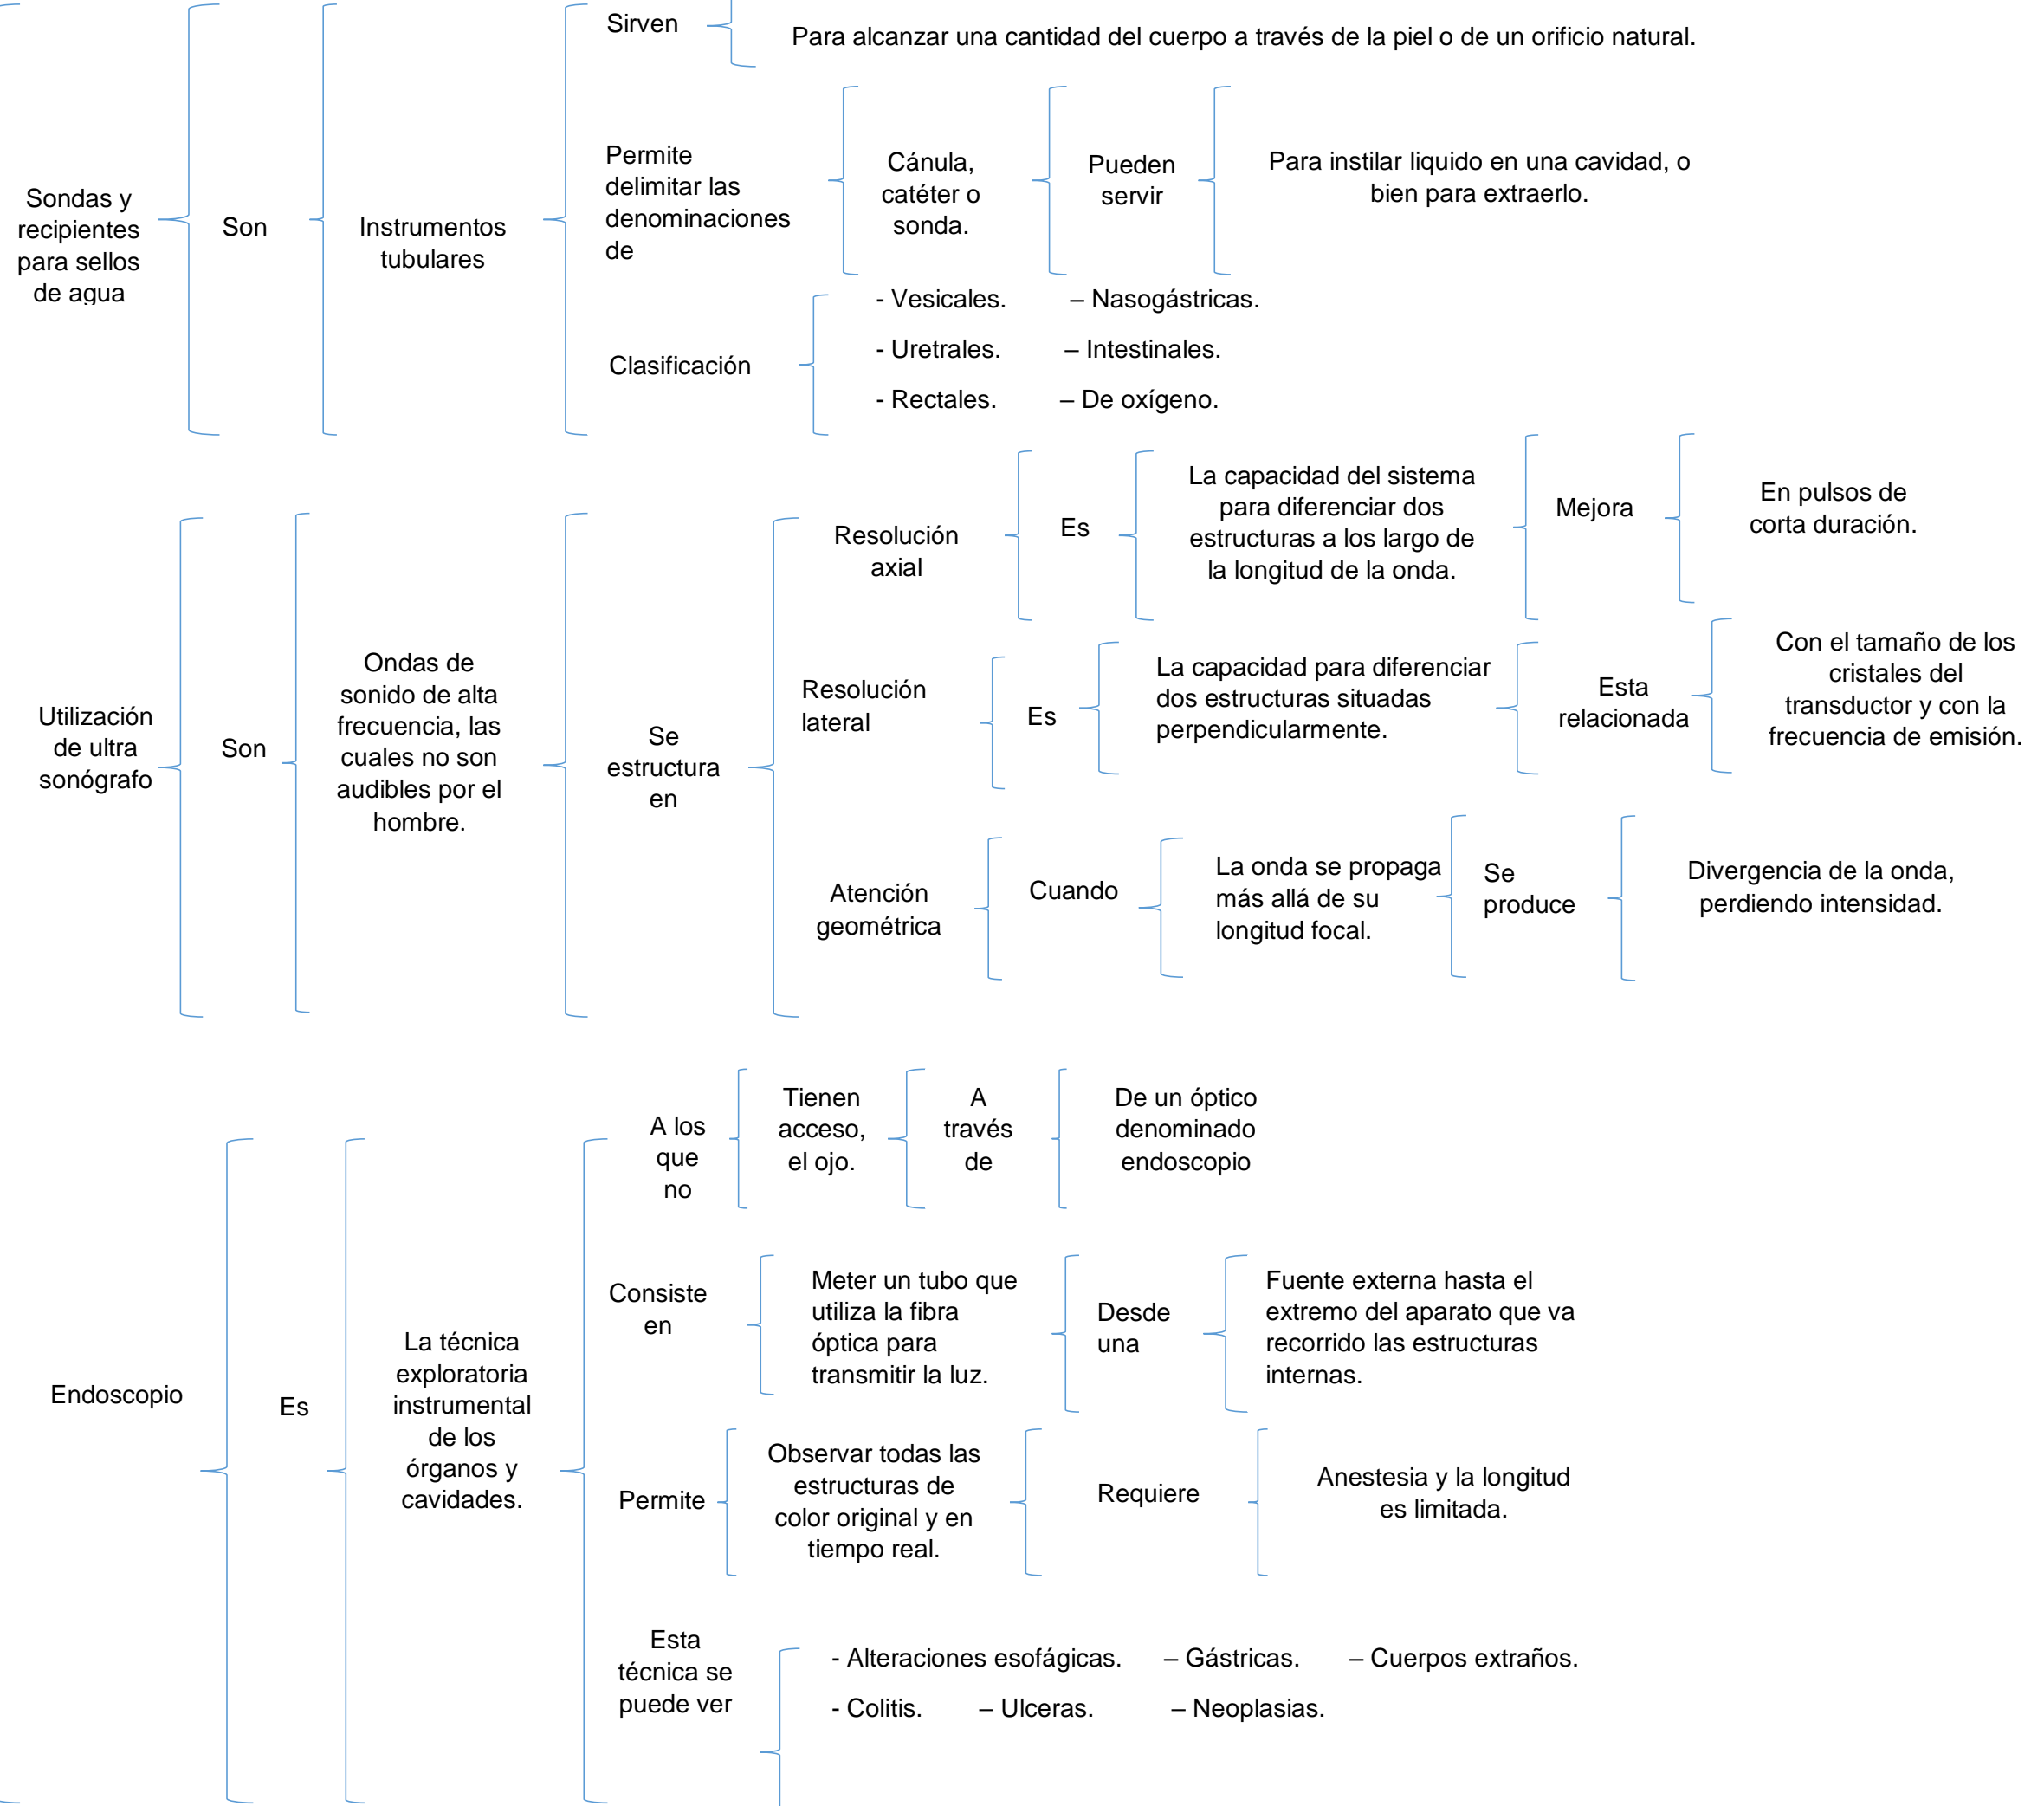 Sirven
Para alcanzar una cantidad del cuerpo a través de la piel o de un orificio natural.
Sondas y
recipientes
para sellos
de agua
Son
Instrumentos
tubulares
Permite
delimitar las
denominaciones
de
Cánula,
catéter o
sonda.
Pueden
servir
Para instilar liquido en una cavidad, o
bien para extraerlo.
Clasificación
- Vesicales. – Nasogástricas.
- Uretrales. – Intestinales.
- Rectales. – De oxígeno.
Utilización
de ultra
sonógrafo
Son
Ondas de
sonido de alta
frecuencia, las
cuales no son
audibles por el
hombre.
Se
estructura
en
Resolución
axial
Es
La capacidad del sistema
para diferenciar dos
estructuras a los largo de
la longitud de la onda.
Mejora
En pulsos de
corta duración.
Resolución
lateral
Es
La capacidad para diferenciar
dos estructuras situadas
perpendicularmente.
Esta
relacionada
Con el tamaño de los
cristales del
transductor y con la
frecuencia de emisión.
Atención
geométrica
Cuando
La onda se propaga
más allá de su
longitud focal.
Se
produce
Divergencia de la onda,
perdiendo intensidad.
Endoscopio
Es
La técnica
exploratoria
instrumental
de los
órganos y
cavidades.
A los
que
no
Tienen
acceso,
el ojo.
A
través
de
De un óptico
denominado
endoscopio
Consiste
en
Meter un tubo que
utiliza la fibra
óptica para
transmitir la luz.
Desde
una
Fuente externa hasta el
extremo del aparato que va
recorrido las estructuras
internas.
Permite
Observar todas las
estructuras de
color original y en
tiempo real.
Requiere
Anestesia y la longitud
es limitada.
Esta
técnica se
puede ver
- Alteraciones esofágicas. – Gástricas. – Cuerpos extraños.
- Colitis. – Ulceras. – Neoplasias.